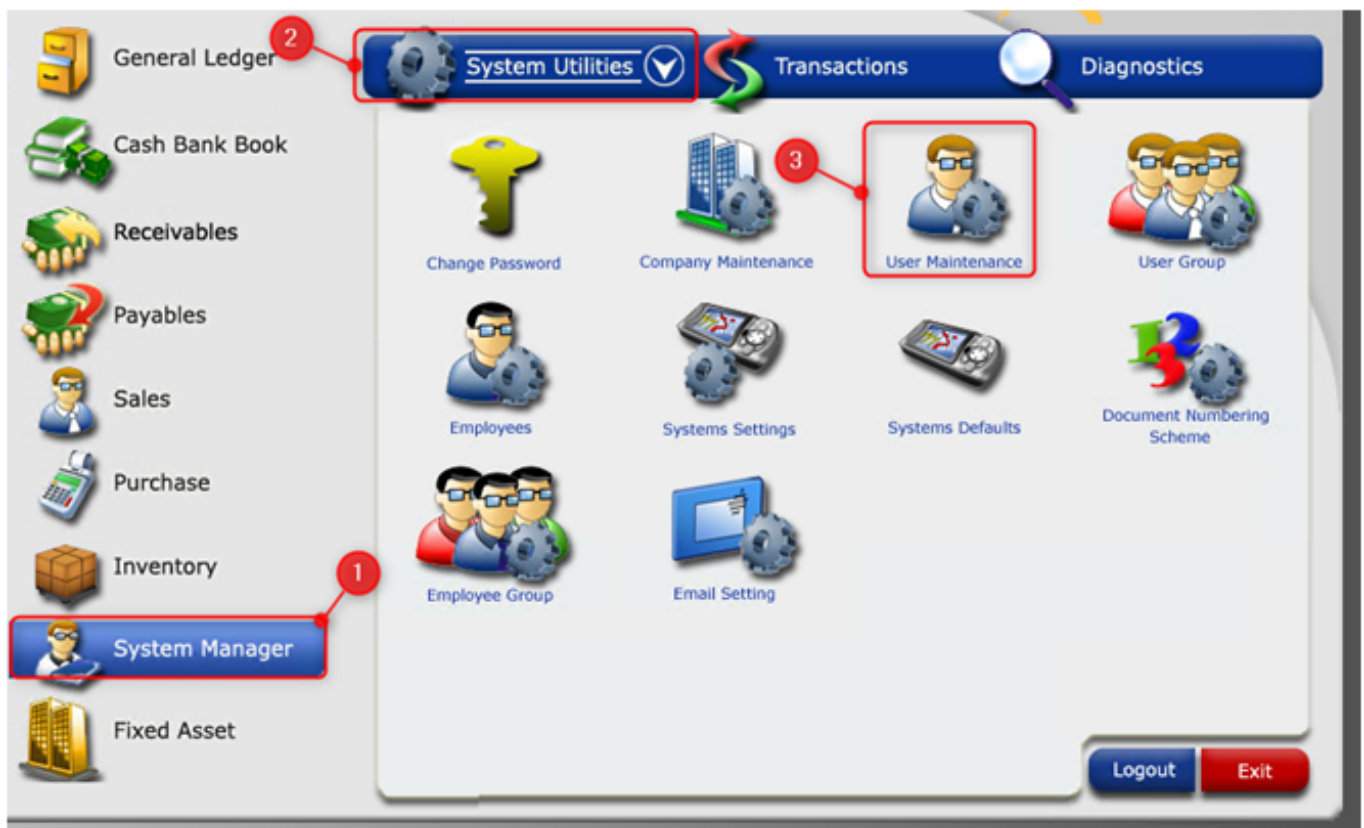 General Ledger
Cash Bank Book
Receivables
Payables
Sales
Purchase
Inventory
System Manager
Fixed Asset
1
2
System Utilities
Transactions
Diagnostics
3
Change Password
Company Maintenance
User Maintenance
User Group
Employees
Systems Settings
Systems Defaults
Document Numbering
Scheme
Employee Group
Email Setting
Logout
Exit